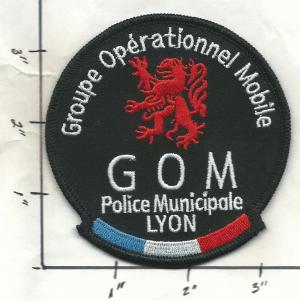 Groupe Opérationnel Mobile
GOM
Police Municipale
LYON
3"
2"
1"
1"
2"
3"